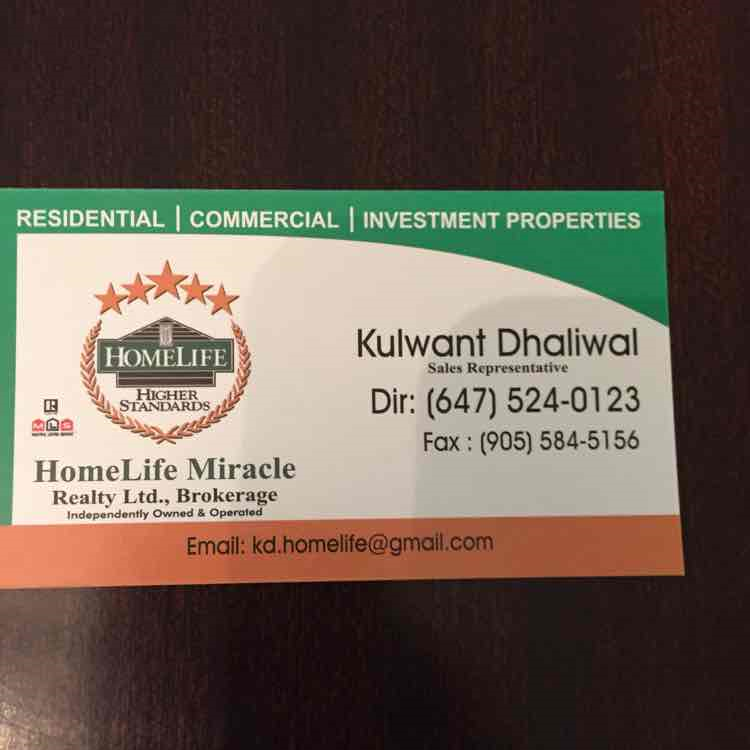 RESIDENTIAL | COMMERCIAL | INVESTMENT PROPERTIES
HOMELIFE
HIGHER
STANDARDS
R
MLS
HomeLife Miracle
Realty Ltd., Brokerage
Independently Owned & Operated
Kulwant Dhaliwal
Sales Representative
Dir: (647) 524-0123
Fax : (905) 584-5156
Email: kd.homelife@gmail.com